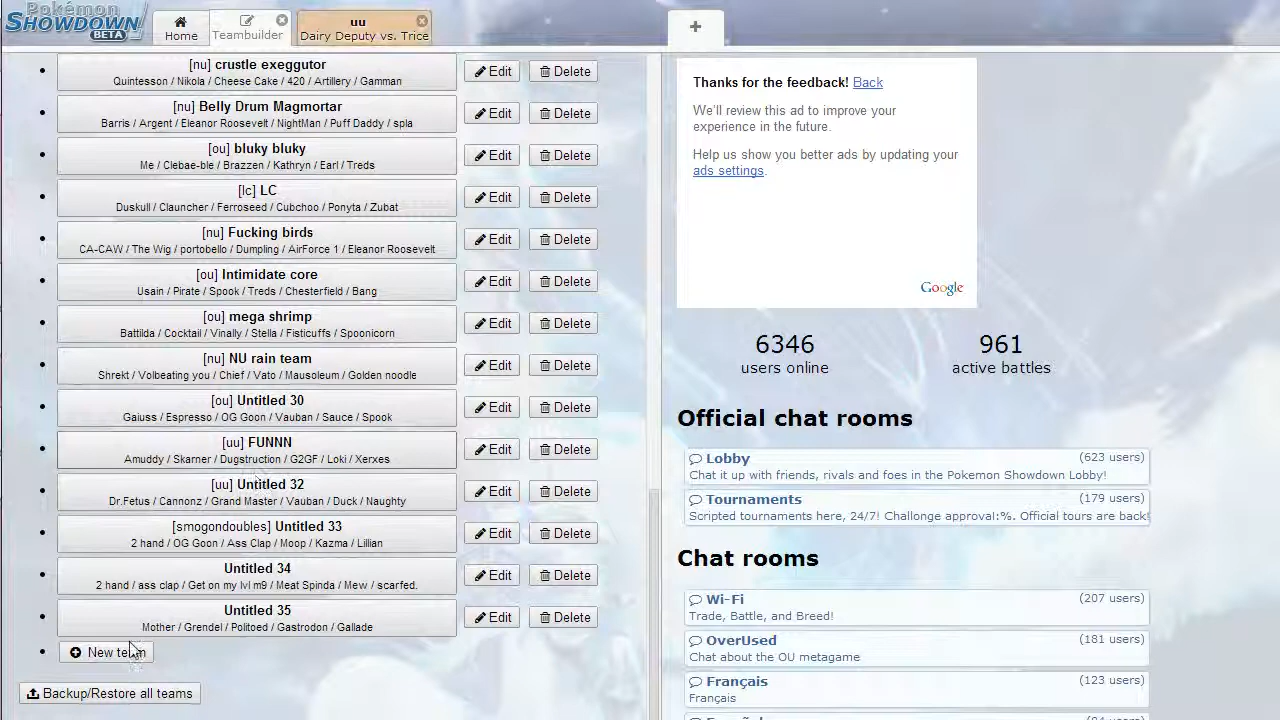 Pokémon
SHOWDOWN
BETA
Home
Teambuilder
uu
Dairy Deputy vs. Trice
[nu] crustle exeggutor
Quintesson / Nikola / Cheese Cake / 420 / Artillery / Gamman
Edit Delete
[nu] Belly Drum Magmortar
Barris / Argent / Eleanor Roosevelt / NightMan / Puff Daddy / spla
Edit Delete
[ou] bluky bluky
Me / Clebae-ble / Brazzen / Kathryn / Earl / Treds
Edit Delete
[lc] LC
Duskull / Clauncher / Ferroseed / Cubchoo / Ponyta / Zubat
Edit Delete
[nu] Fucking birds
CA-CAW / The Wig / portobello / Dumpling / AirForce 1 / Eleanor Roosevelt
Edit Delete
[ou] Intimidate core
Usain / Pirate / Spook / Treds / Chesterfield / Bang
Edit Delete
[ou] mega shrimp
Battilda / Cocktail / Vinally / Stella / Fisticuffs / Spoonicorn
Edit Delete
[nu] NU rain team
Shrekt / Volbeating you / Chief / Vato / Mausoleum / Golden noodle
Edit Delete
[ou] Untitled 30
Gaiuss / Espresso / OG Goon / Vauban / Sauce / Spook
Edit Delete
[uu] FUNNN
Amuddy / Skarner / Dugstruction / G2GF / Loki / Xerxes
Edit Delete
[uu] Untitled 32
Dr.Fetus / Cannonz / Grand Master / Vauban / Duck / Naughty
Edit Delete
[smogondoubles] Untitled 33
2 hand / OG Goon / Ass Clap / Moop / Kazma / Lillian
Edit Delete
Untitled 34
2 hand / ass clap / Get on my lvl m9 / Meat Spinda / Mew / scarfed.
Edit Delete
Untitled 35
Mother / Grendel / Politoed / Gastrodon / Gallade
Edit Delete
New team
Backup/Restore all teams
Thanks for the feedback! Back
We'll review this ad to improve your
experience in the future.
Help us show you better ads by updating your
ads settings.
Google
6346
users online
961
active battles
Official chat rooms
Lobby (623 users)
Chat it up with friends, rivals and foes in the Pokemon Showdown Lobby!
Tournaments (179 users)
Scripted tournaments here, 24/7! Challonge approval:%. Official tours are back!
Chat rooms
Wi-Fi (207 users)
Trade, Battle, and Breed!
OverUsed (181 users)
Chat about the OU metagame
Français (123 users)
Français